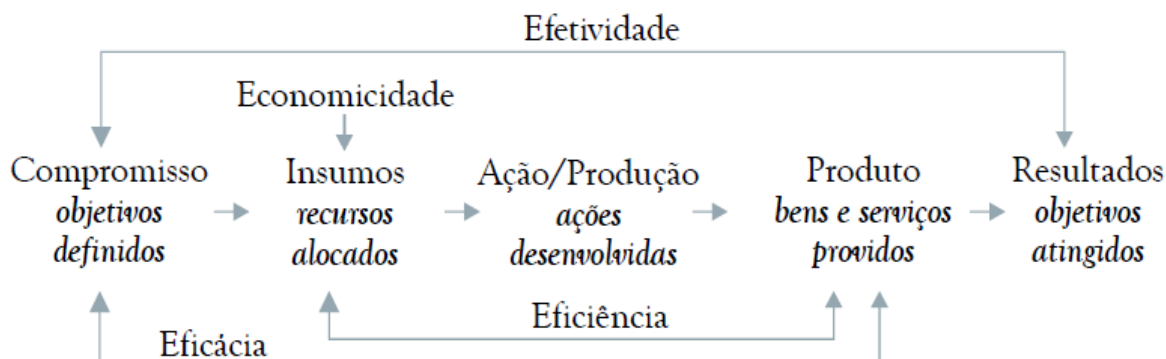 Efetividade
Economicidade
Compromisso
objetivos
definidos
Insumos
recursos
alocados
Ação/Produção
ações
desenvolvidas
Produto
bens e serviços
providos
Resultados
objetivos
atingidos
Eficiência
Eficácia